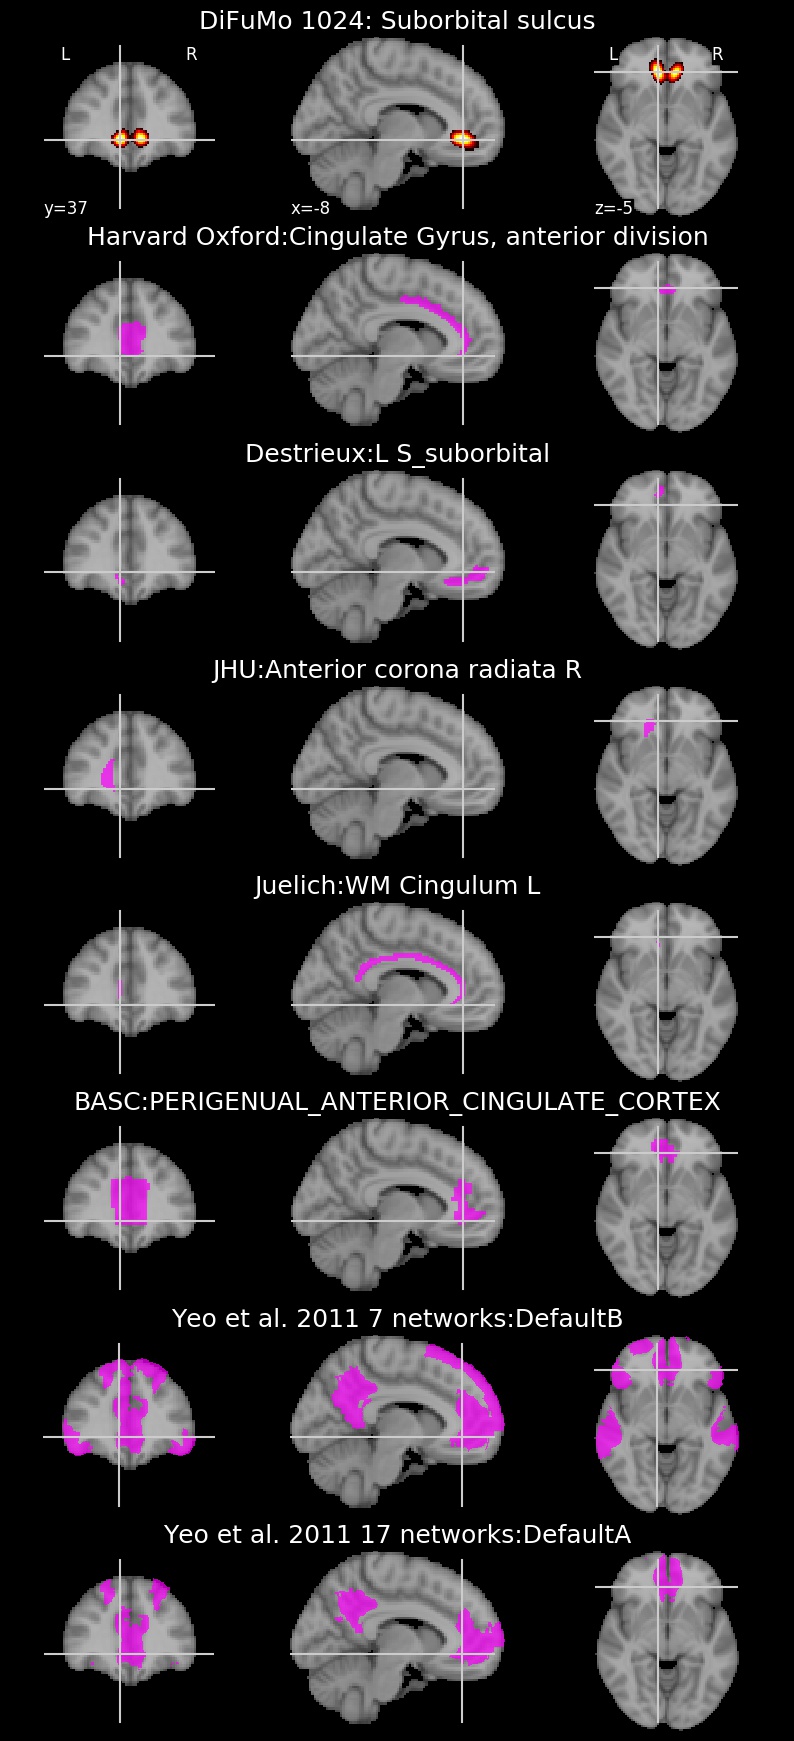 DiFuMo 1024: Suborbital sulcus
L R L R
y=37 x=-8 z=-5
Harvard Oxford:Cingulate Gyrus, anterior division
Destrieux:L S_suborbital
JHU:Anterior corona radiata R
Juelich:WM Cingulum L
BASC:PERIGENUAL_ANTERIOR_CINGULATE_CORTEX
Yeo et al. 2011 7 networks:DefaultB
Yeo et al. 2011 17 networks:DefaultA